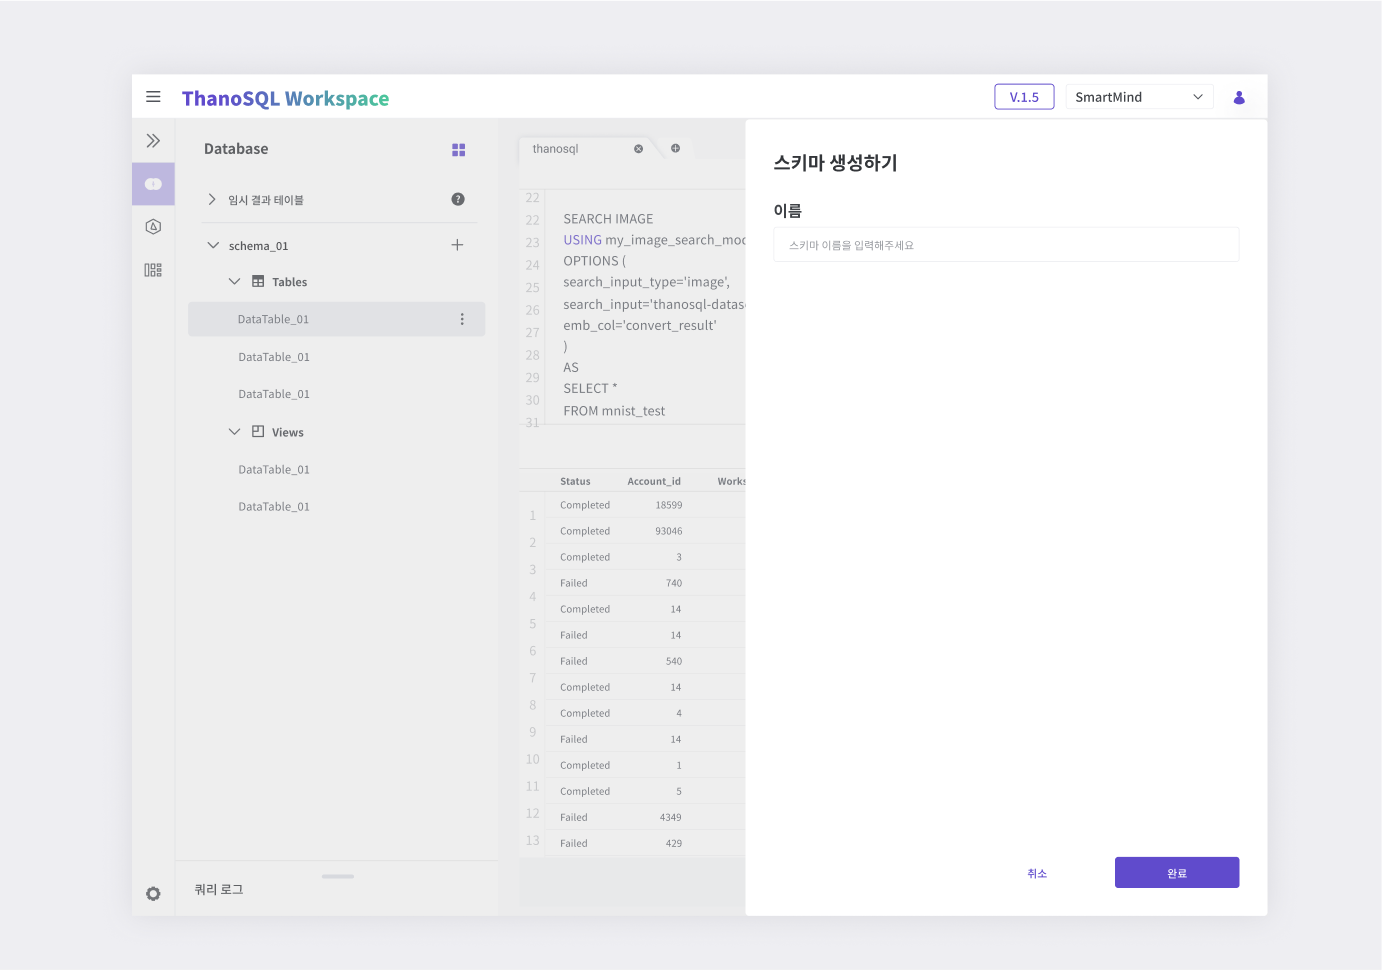 ThanoSQL Workspace
V.1.5
SmartMind
Database
임시 결과 테이블
?
schema_01
Tables
DataTable_01
DataTable_01
DataTable_01
Views
DataTable_01
DataTable_01
쿼리 로그
thanosql
22
22 SEARCH IMAGE
23 USING my_image_search_mod
24 OPTIONS (
25 search_input_type='image',
26 search_input='thanosql-datase
27 emb_col='convert_result'
28 )
29 AS
30 SELECT *
31 FROM mnist_test
Status Account_id Works
1 Completed 18599
2 Completed 93046
3 Completed 3
4 Failed 740
5 Completed 14
6 Failed 14
7 Failed 540
8 Completed 14
9 Completed 4
10 Failed 14
11 Completed 1
12 Completed 5
13 Failed 4349
Failed 429
스키마 생성하기
이름
스키마 이름을 입력해주세요
취소
완료